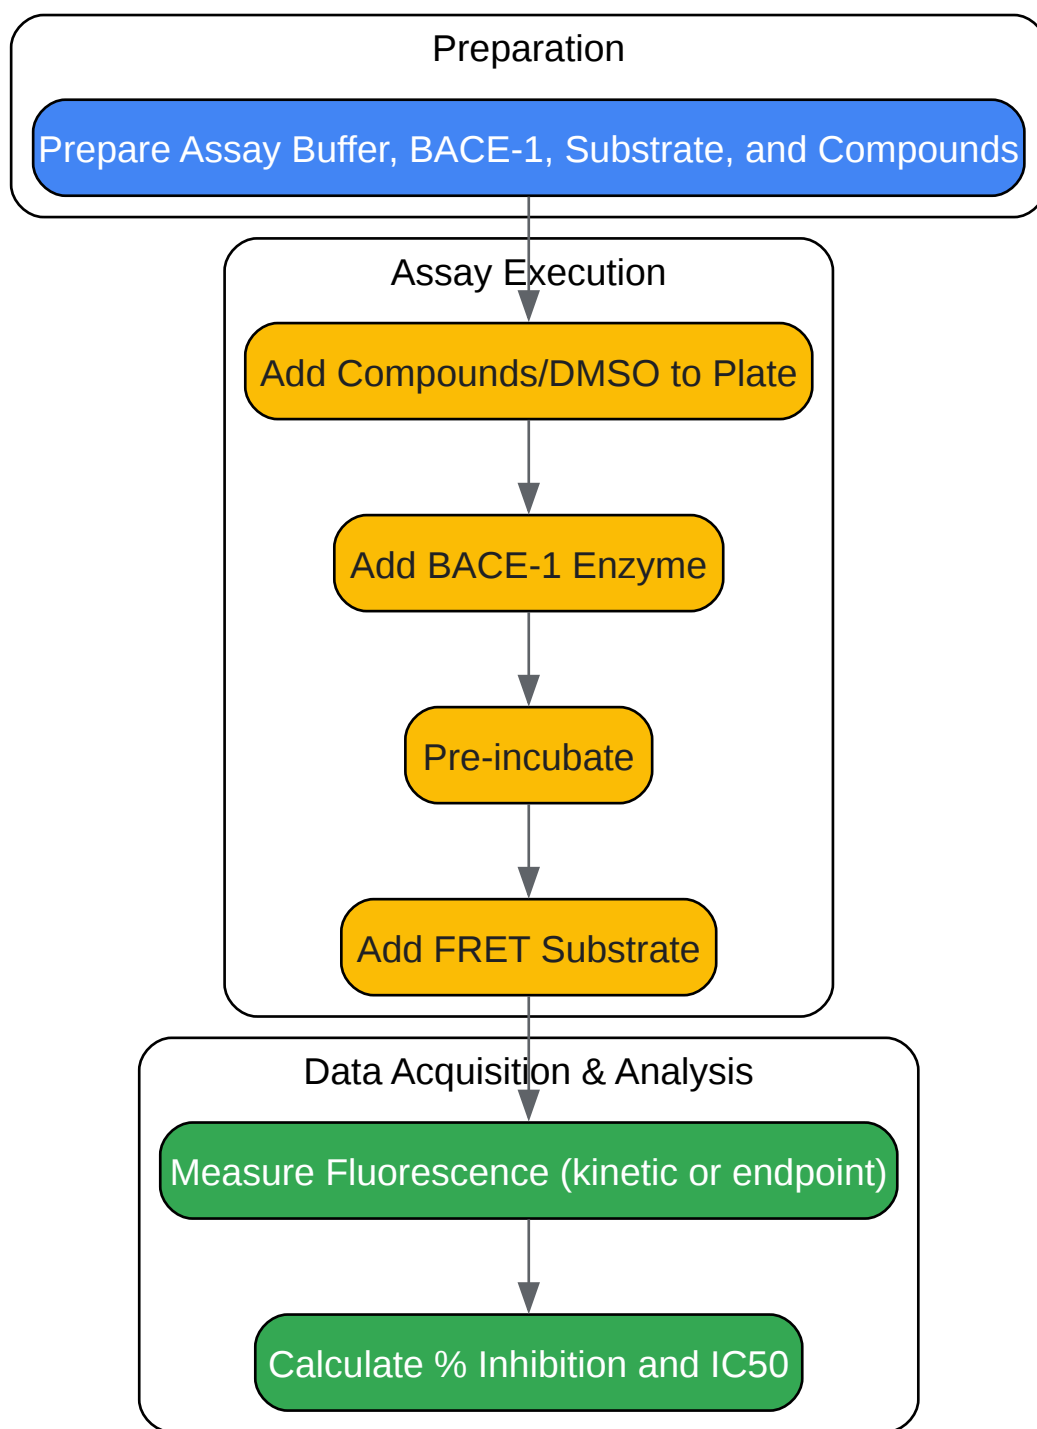 Preparation
Prepare Assay Buffer, BACE-1, Substrate, and Compounds
Assay Execution
Add Compounds/DMSO to Plate
Add BACE-1 Enzyme
Pre-incubate
Add FRET Substrate
Data Acquisition & Analysis
Measure Fluorescence (kinetic or endpoint)
Calculate % Inhibition and IC50